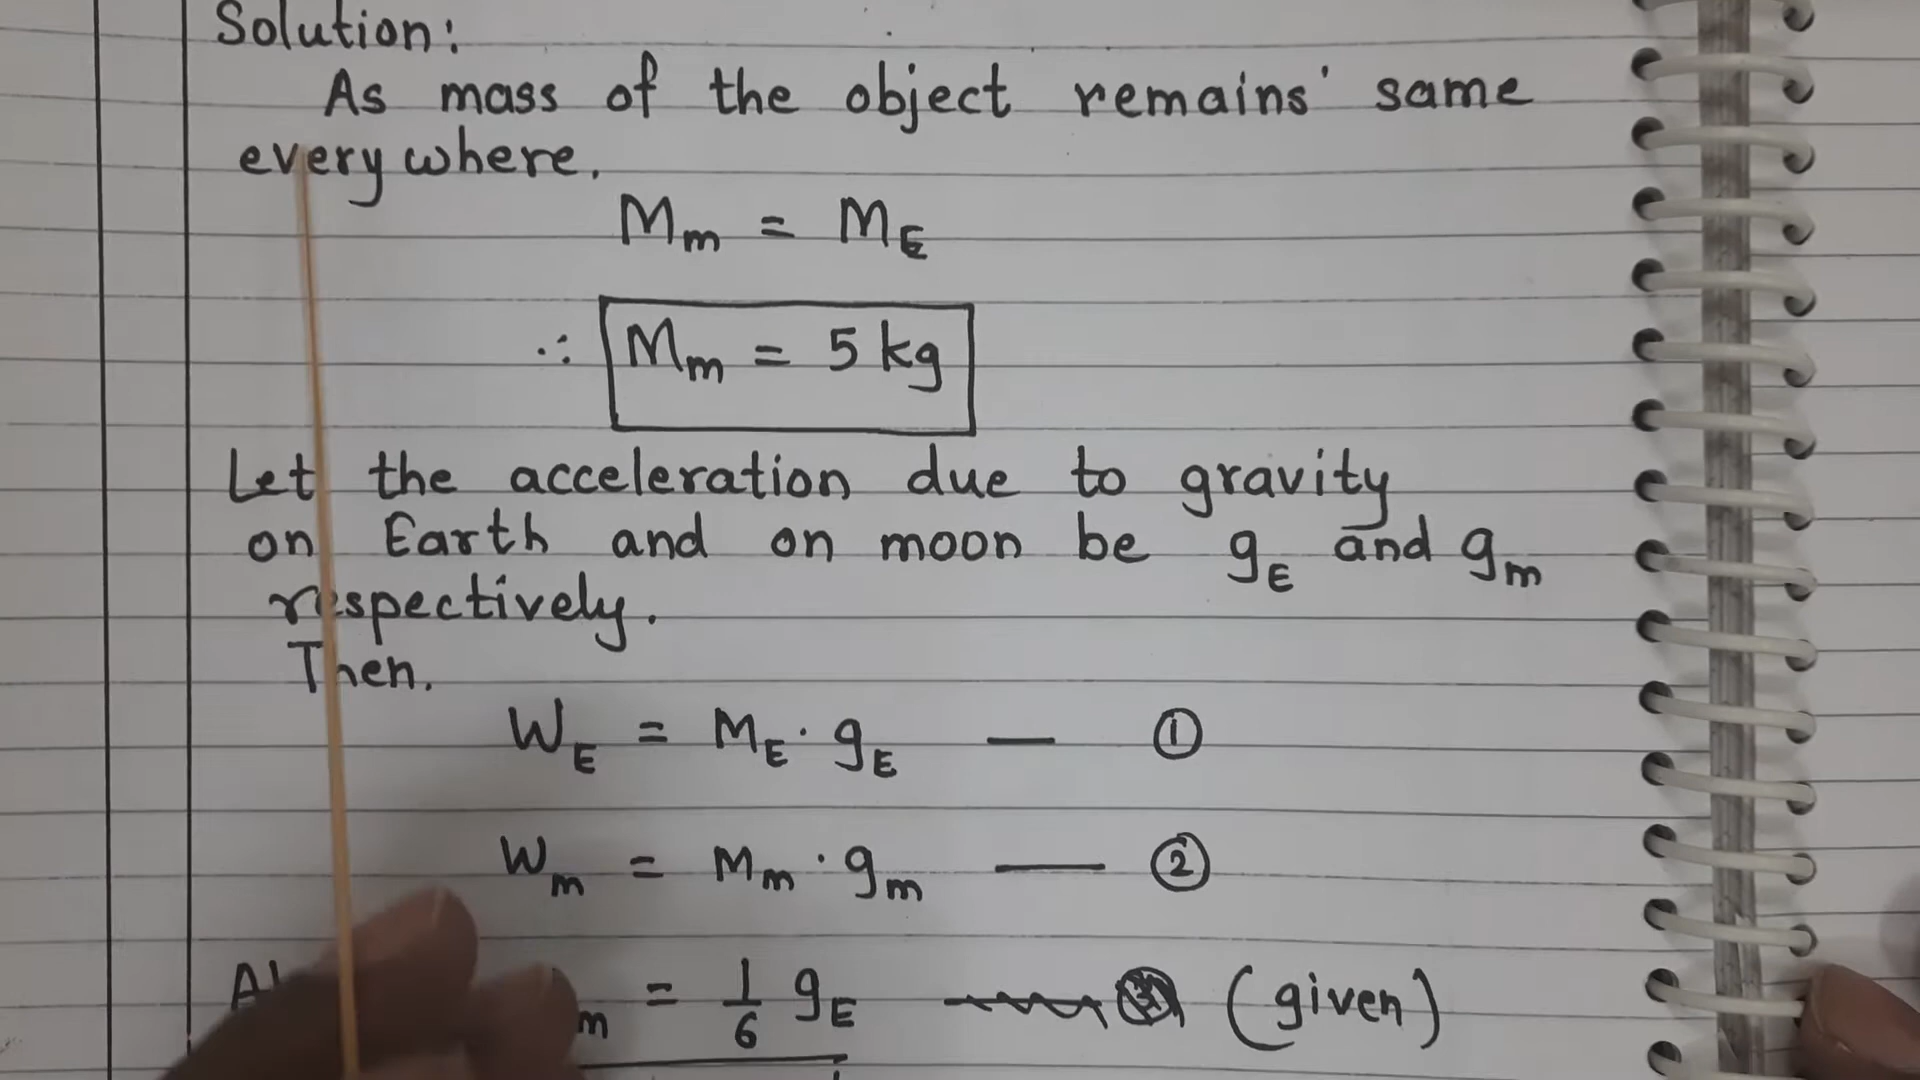 Solution:
As mass of the object remains same
everywhere.
Mm = ME
∴ Mm = 5 kg
Let the acceleration due to gravity
on Earth and on moon be gE and gm
respectively.
Then.
WE = ME · gE — ①
Wm = Mm · gm — ②
m = 1/6 gE (given)